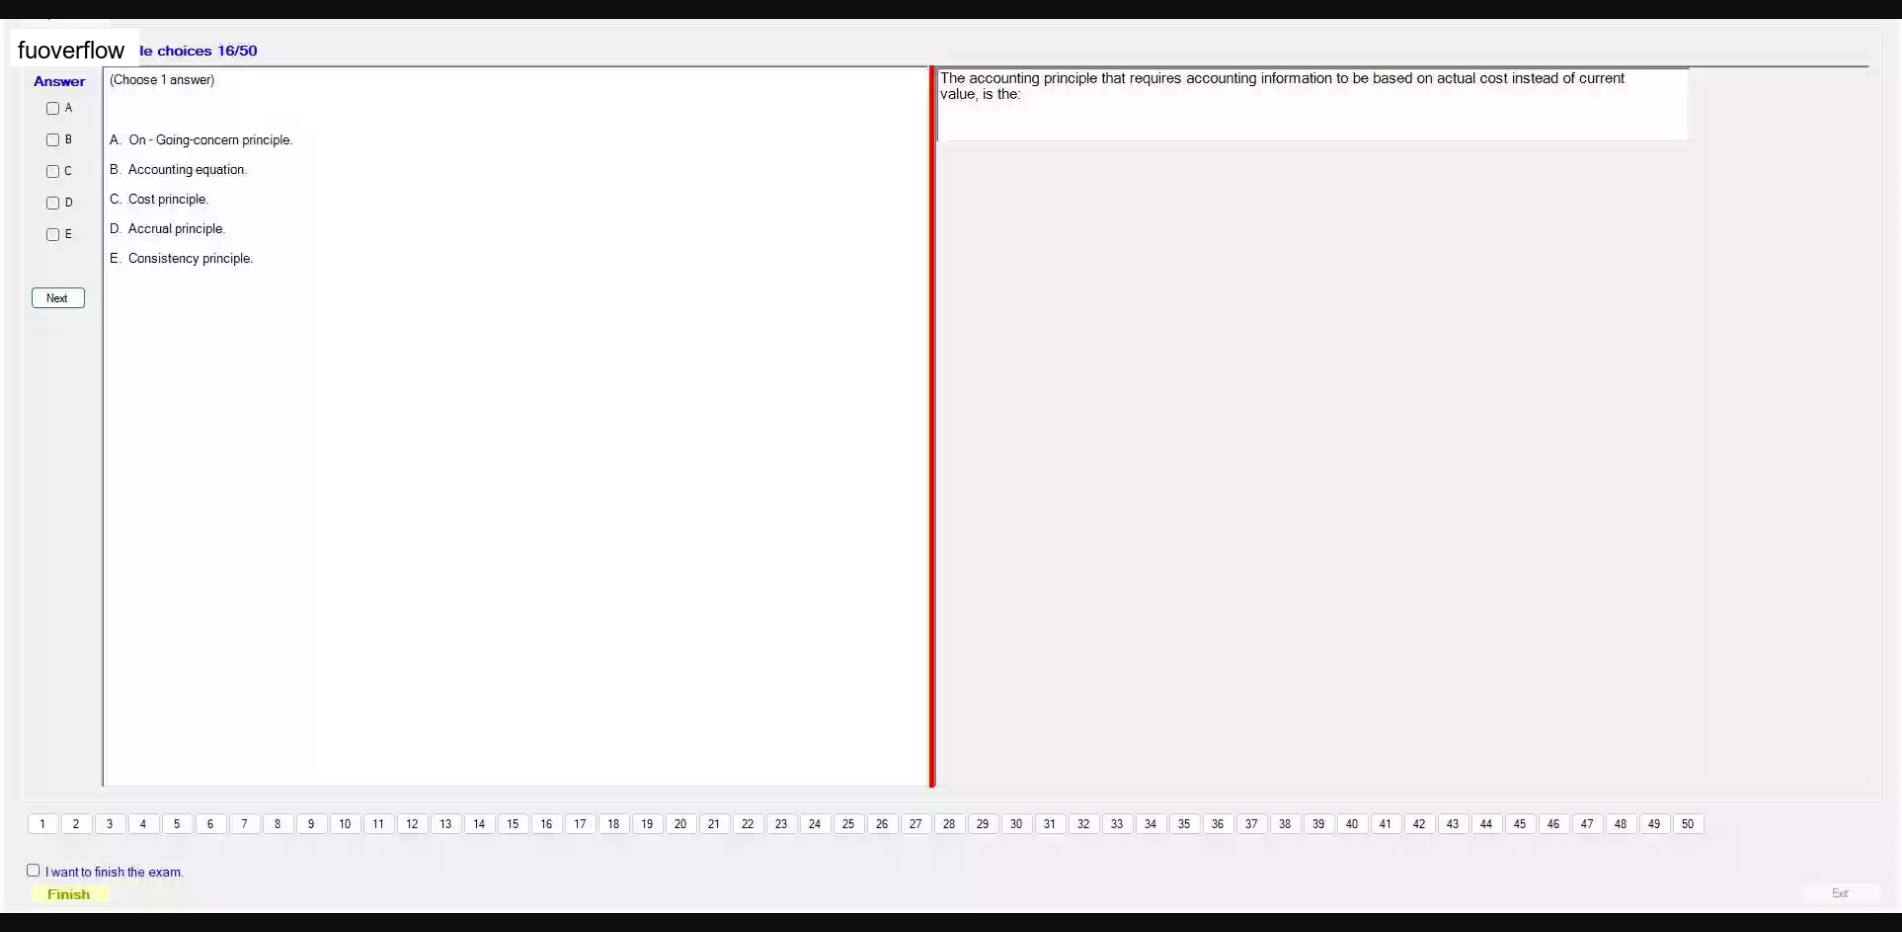 fuoverflow le choices 16/50
Answer
A
B
C
D
E
Next
(Choose 1 answer)
A. On - Going-concern principle.
B. Accounting equation.
C. Cost principle.
D. Accrual principle.
E. Consistency principle.
The accounting principle that requires accounting information to be based on actual cost instead of current
value, is the:
1 2 3 4 5 6 7 8 9 10 11 12 13 14 15 16 17 18 19 20 21 22 23 24 25 26 27 28 29 30 31 32 33 34 35 36 37 38 39 40 41 42 43 44 45 46 47 48 49 50
I want to finish the exam.
Finish
Exit